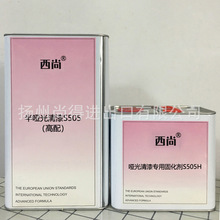 西尚®
半哑光清漆S505
(高配)
THE EUROPEAN UNION STANDARDS
INTERNATIONAL TECHNOLOGY
ADVANCED FORMULA
西尚®
哑光清漆专用固化剂S505H
THE EUROPEAN UNION STANDARDS
INTERNATIONAL TECHNOLOGY
ADVANCED FORMULA
扬州尚得进出口有限公司